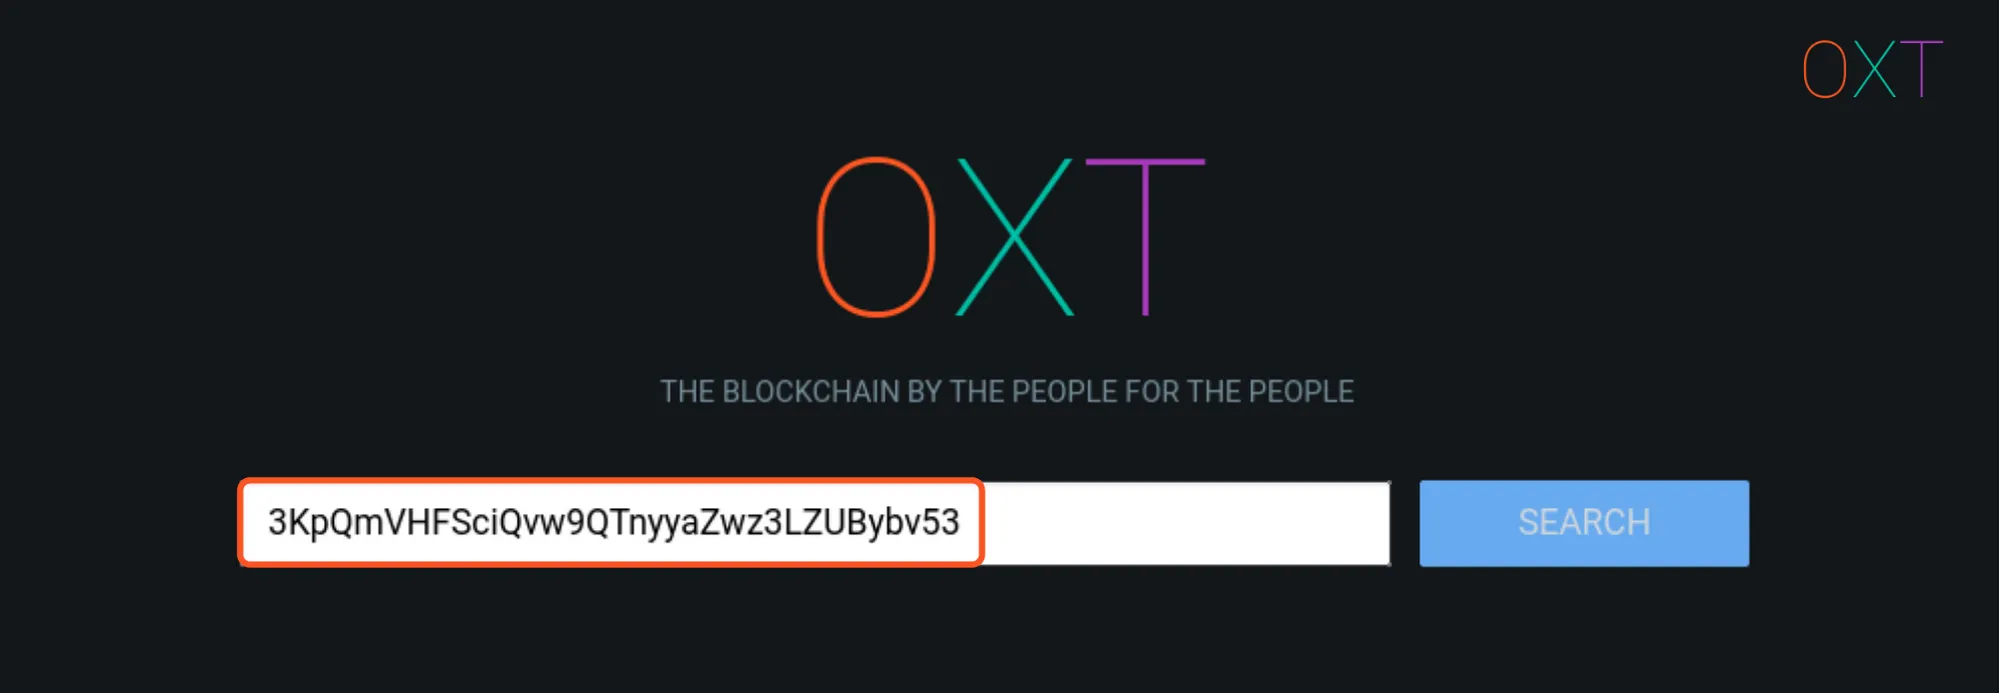 OXT
OXT
THE BLOCKCHAIN BY THE PEOPLE FOR THE PEOPLE
3KpQmVHFSciQvw9QTnyyaZwz3LZUBybv53
SEARCH